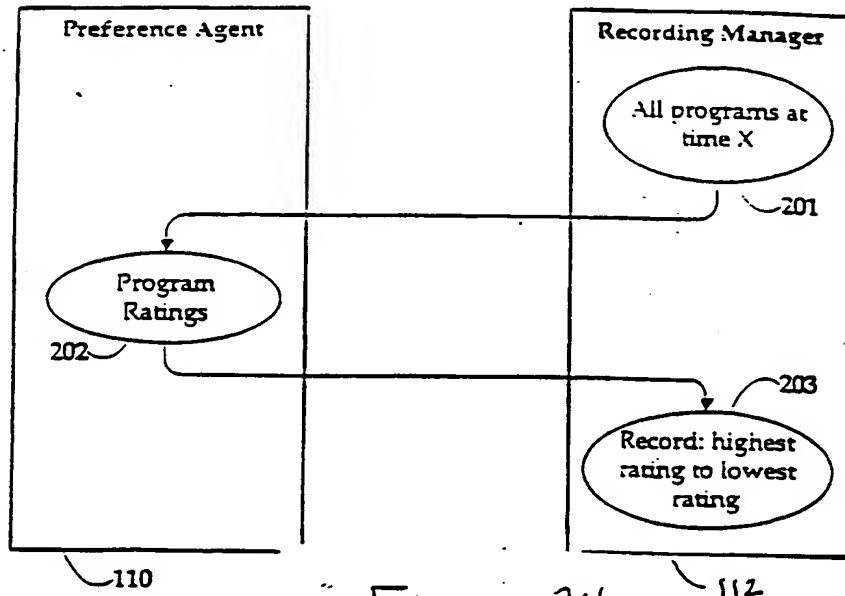 Preference Agent
Recording Manager
All programs at
time X
201
Program
Ratings
202
203
Record: highest
rating to lowest
rating
110
112